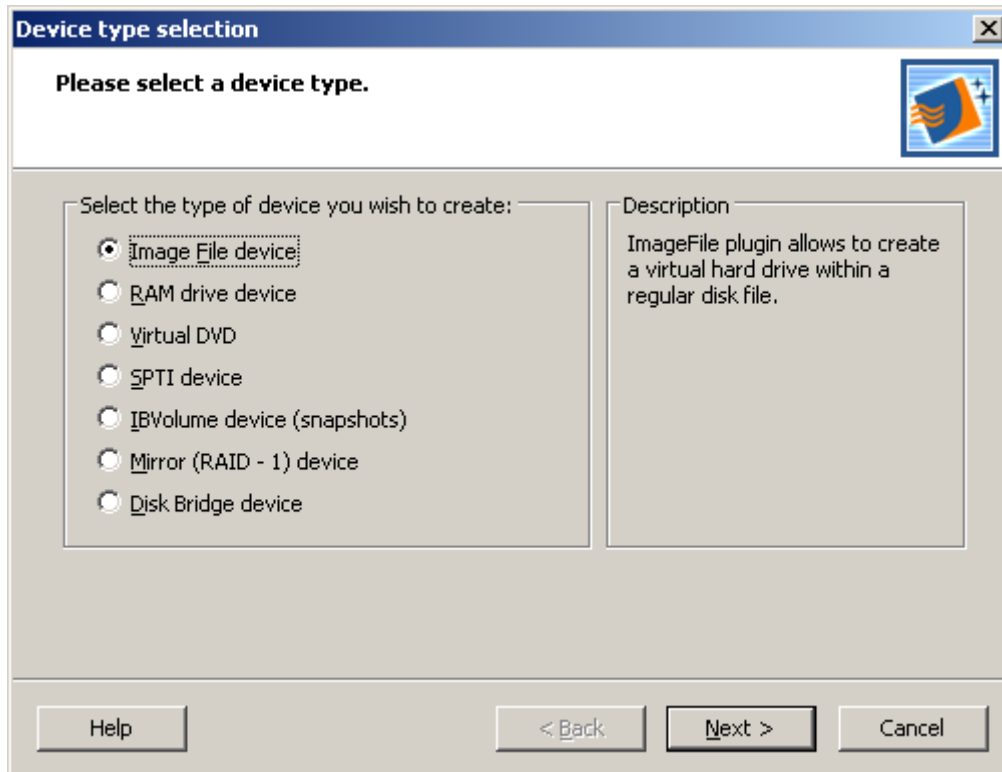 Device type selection
Please select a device type.
Select the type of device you wish to create:
Image File device
RAM drive device
Virtual DVD
SPTI device
IBVolume device (snapshots)
Mirror (RAID - 1) device
Disk Bridge device
Description
ImageFile plugin allows to create
a virtual hard drive within a
regular disk file.
Help
< Back
Next >
Cancel